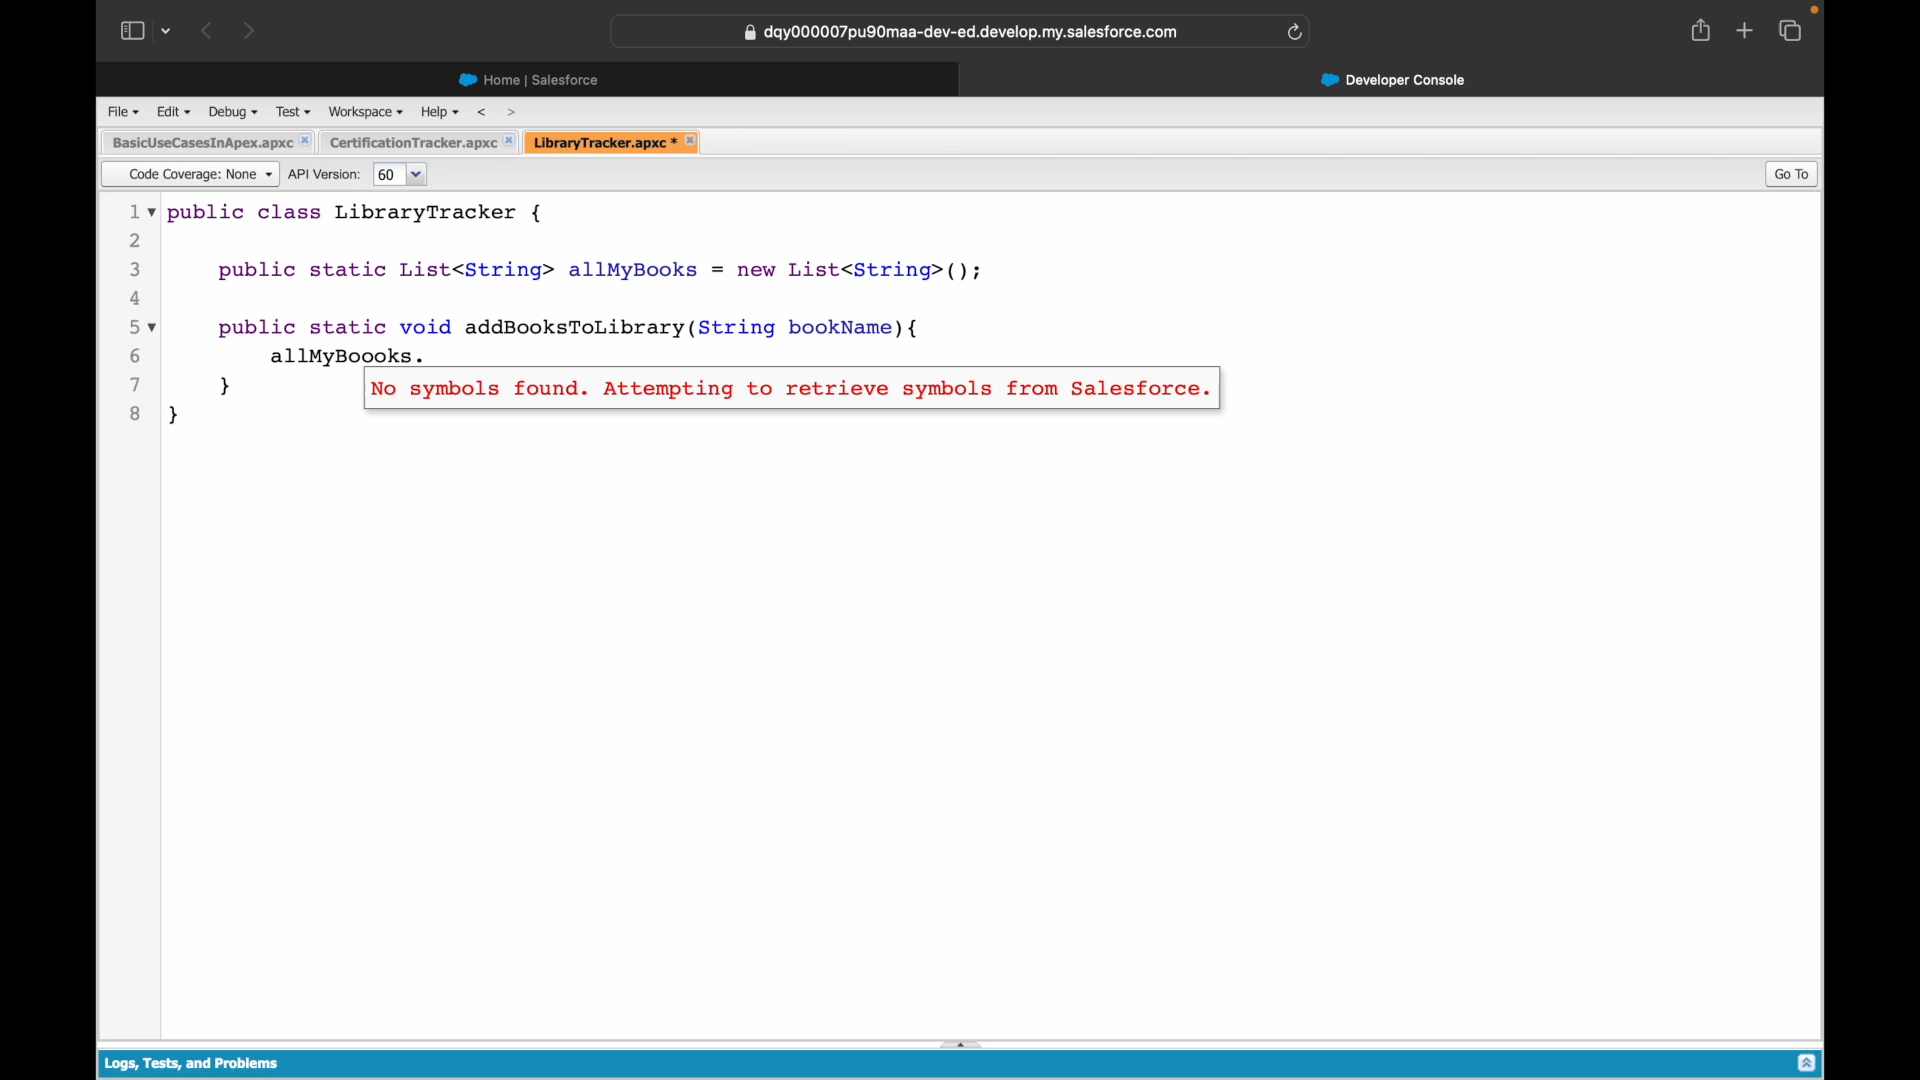 dqy000007pu90maa-dev-ed.develop.my.salesforce.com
Home | Salesforce
Developer Console
File Edit Debug Test Workspace Help < >
BasicUseCasesInApex.apxc CertificationTracker.apxc LibraryTracker.apxc *
Code Coverage: None API Version: 60 Go To
1 public class LibraryTracker {
2
3 public static List<String> allMyBooks = new List<String>();
4
5 public static void addBooksToLibrary(String bookName){
6 allMyBoooks.
7 }
No symbols found. Attempting to retrieve symbols from Salesforce.
8 }
Logs, Tests, and Problems